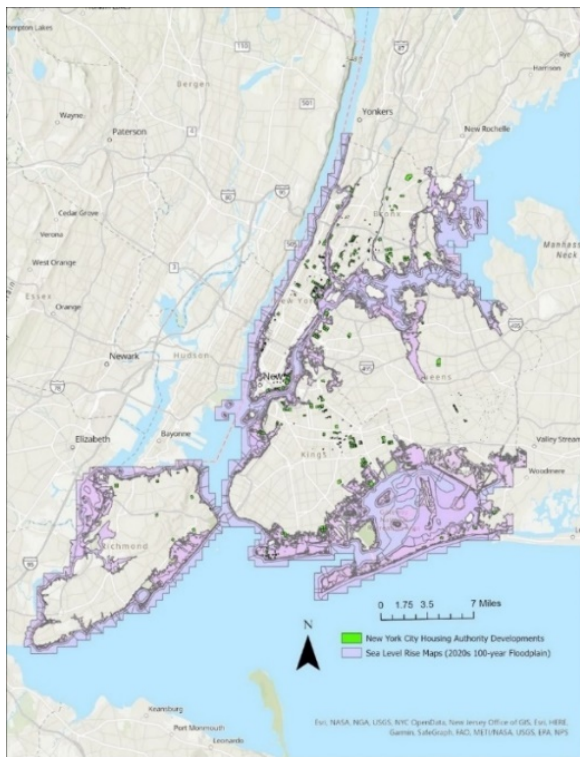 Pompton Lakes
Bergen
Rye
Harrison
Yonkers
New Rochelle
Wayne
Paterson
Bronx
Cedar Grove
Verona
West Orange
Essex
Orange
Manhasset
Neck
Newark
Hudson
Queens
Elizabeth
Bayonne
Kings
Valley Stream
Woodmere
Richmond
0 1.75 3.5 7 Miles
N
New York City Housing Authority Developments
Sea Level Rise Maps (2020s 100-year Floodplain)
Keansburg
Port Monmouth
Leonardo
Esri, NASA, NGA, USGS, NYC OpenData, New Jersey Office of GIS, Esri, HERE,
Garmin, SafeGraph, FAO, METI/NASA, USGS, EPA, NPS